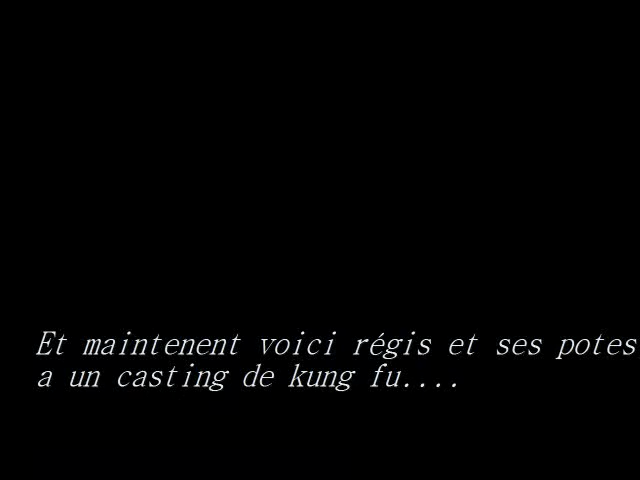 Et maintenent voici régis et ses potes
a un casting de kung fu....